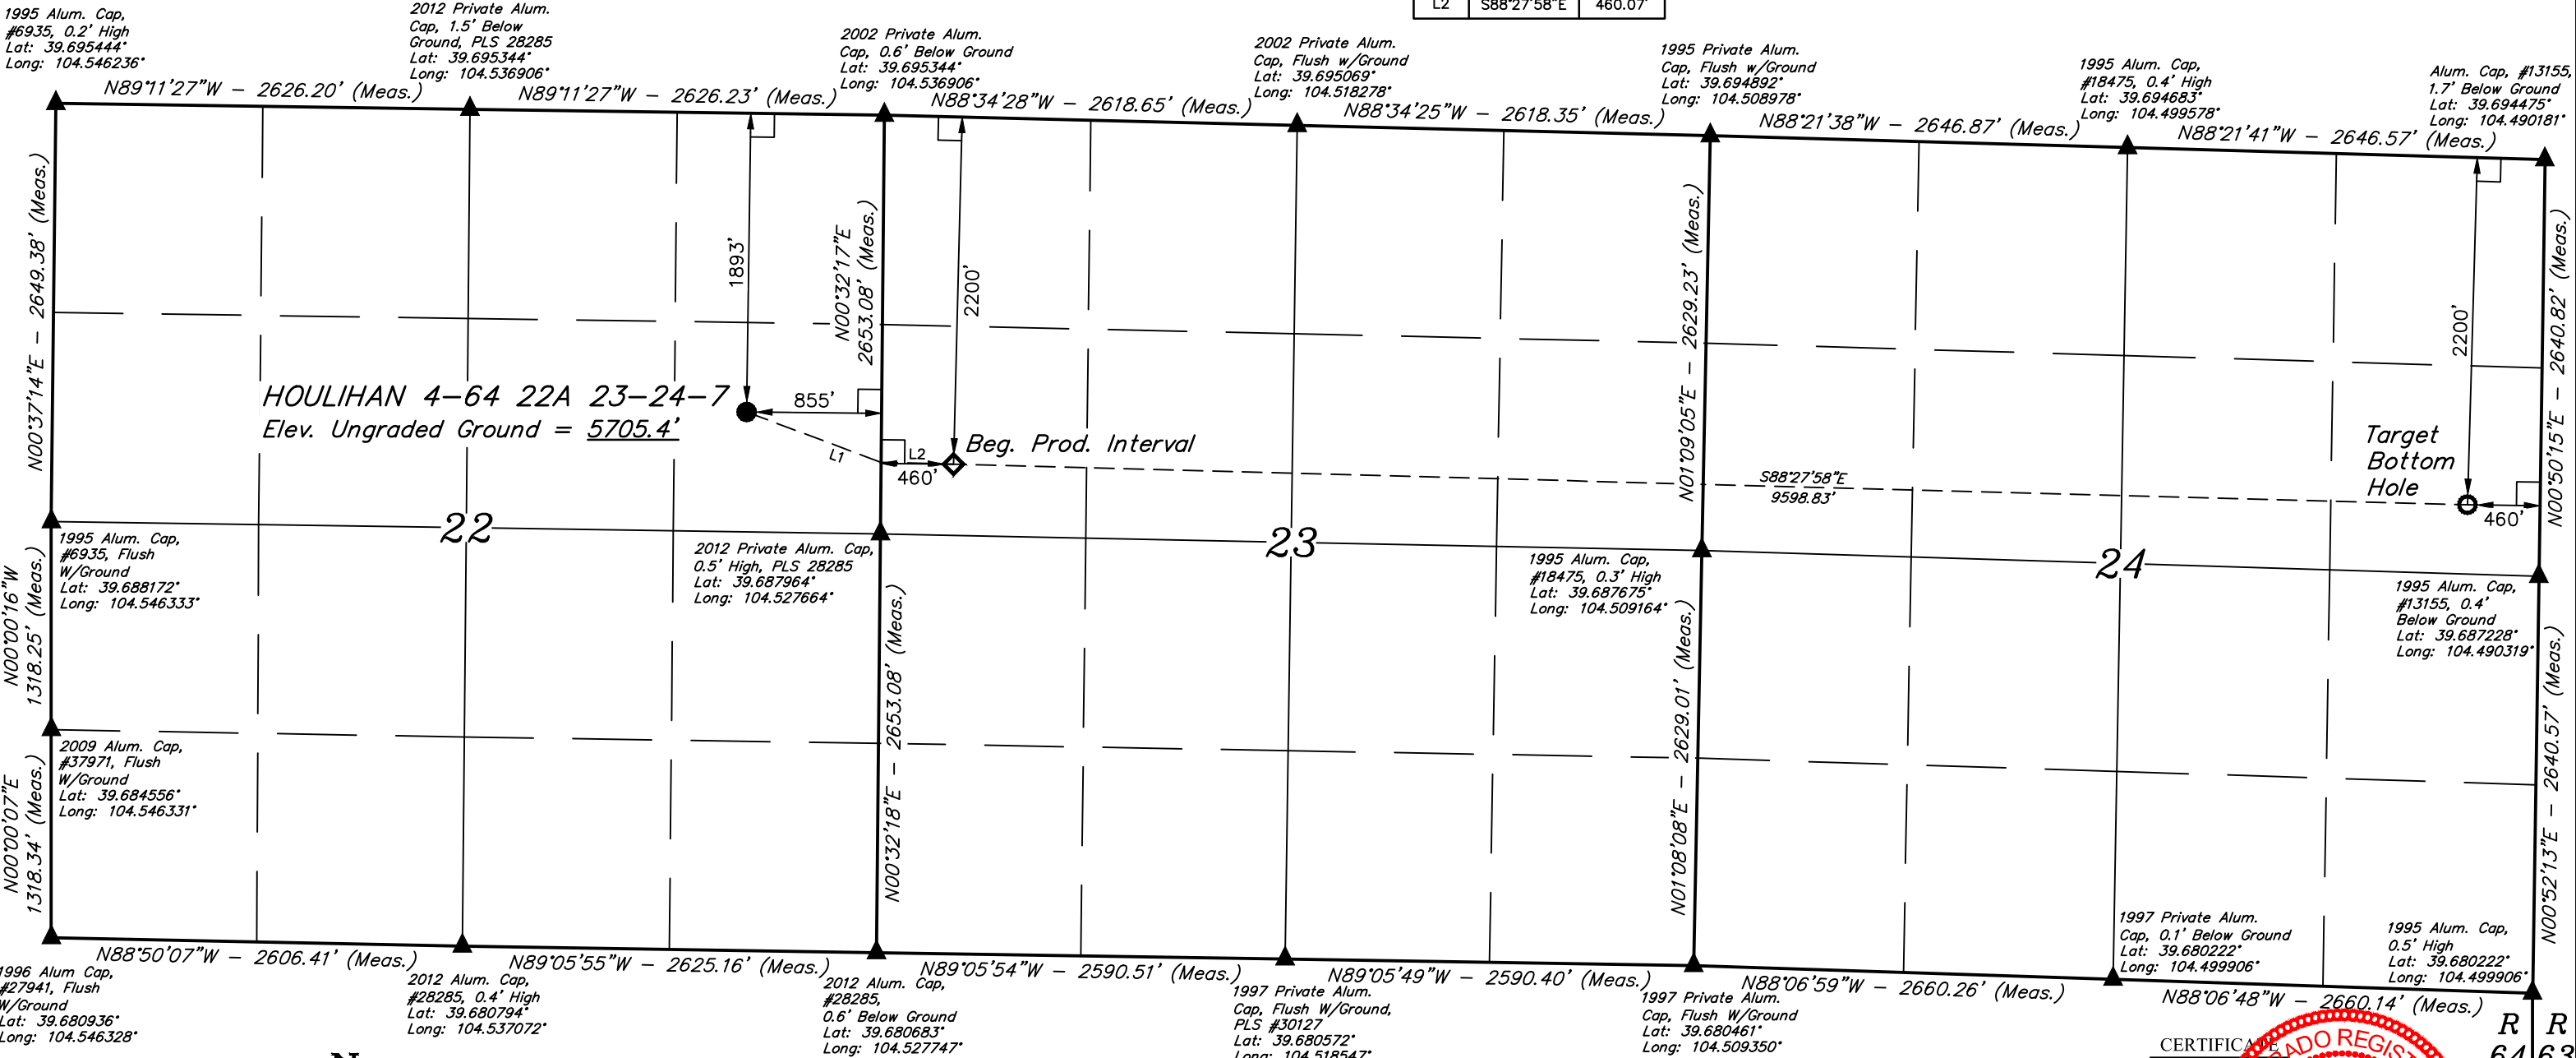 L2 S88°27'58"E 460.07'
1995 Alum. Cap,
#6935, 0.2' High
Lat: 39.695444°
Long: 104.546236°
2012 Private Alum.
Cap, 1.5' Below
Ground, PLS 28285
Lat: 39.695344°
Long: 104.536906°
2002 Private Alum.
Cap, 0.6' Below Ground
Lat: 39.695344°
Long: 104.536906°
2002 Private Alum.
Cap, Flush w/Ground
Lat: 39.695069°
Long: 104.518278°
1995 Private Alum.
Cap, Flush w/Ground
Lat: 39.694892°
Long: 104.508978°
1995 Alum. Cap,
#18475, 0.4' High
Lat: 39.694683°
Long: 104.499578°
Alum. Cap, #13155,
1.7' Below Ground
Lat: 39.694475°
Long: 104.490181°
N89°11'27"W - 2626.20' (Meas.)
N89°11'27"W - 2626.23' (Meas.)
N88°34'28"W - 2618.65' (Meas.)
N88°34'25"W - 2618.35' (Meas.)
N88°21'38"W - 2646.87' (Meas.)
N88°21'41"W - 2646.57' (Meas.)
N00°37'14"E - 2649.38' (Meas.)
1893'
N00°32'17"E
2653.08' (Meas.)
2200'
N01°09'05"E - 2629.23' (Meas.)
2200'
N00°50'15"E - 2640.82' (Meas.)
HOULIHAN 4-64 22A 23-24-7
Elev. Ungraded Ground = 5705.4'
855'
L1
L2
460'
Beg. Prod. Interval
S88°27'58"E
9598.83'
Target
Bottom
Hole
460'
22
23
24
1995 Alum. Cap,
#6935, Flush
W/Ground
Lat: 39.688172°
Long: 104.546333°
2012 Private Alum. Cap,
0.5' High, PLS 28285
Lat: 39.687964°
Long: 104.527664°
1995 Alum. Cap,
#18475, 0.3' High
Lat: 39.687675°
Long: 104.509164°
1995 Alum. Cap,
#13155, 0.4'
Below Ground
Lat: 39.687228°
Long: 104.490319°
N00°00'16"W
1318.25' (Meas.)
2009 Alum. Cap,
#37971, Flush
W/Ground
Lat: 39.684556°
Long: 104.546331°
N00°00'07"E
1318.34' (Meas.)
N00°32'18"E - 2653.08' (Meas.)
N01°08'08"E - 2629.01' (Meas.)
N00°52'13"E - 2640.57' (Meas.)
1997 Private Alum.
Cap, 0.1' Below Ground
Lat: 39.680222°
Long: 104.499906°
1995 Alum. Cap,
0.5' High
Lat: 39.680222°
Long: 104.499906°
N88°50'07"W - 2606.41' (Meas.)
N89°05'55"W - 2625.16' (Meas.)
N89°05'54"W - 2590.51' (Meas.)
N89°05'49"W - 2590.40' (Meas.)
N88°06'59"W - 2660.26' (Meas.)
N88°06'48"W - 2660.14' (Meas.)
1996 Alum Cap,
#27941, Flush
W/Ground
Lat: 39.680936°
Long: 104.546328°
2012 Alum. Cap,
#28285, 0.4' High
Lat: 39.680794°
Long: 104.537072°
2012 Alum. Cap,
#28285,
0.6' Below Ground
Lat: 39.680683°
Long: 104.527747°
1997 Private Alum.
Cap, Flush W/Ground,
PLS #30127
Lat: 39.680572°
Long: 104.518547°
1997 Private Alum.
Cap, Flush W/Ground
Lat: 39.680461°
Long: 104.509350°
N
CERTIFICATE
RADO REGIS
R R
64 63